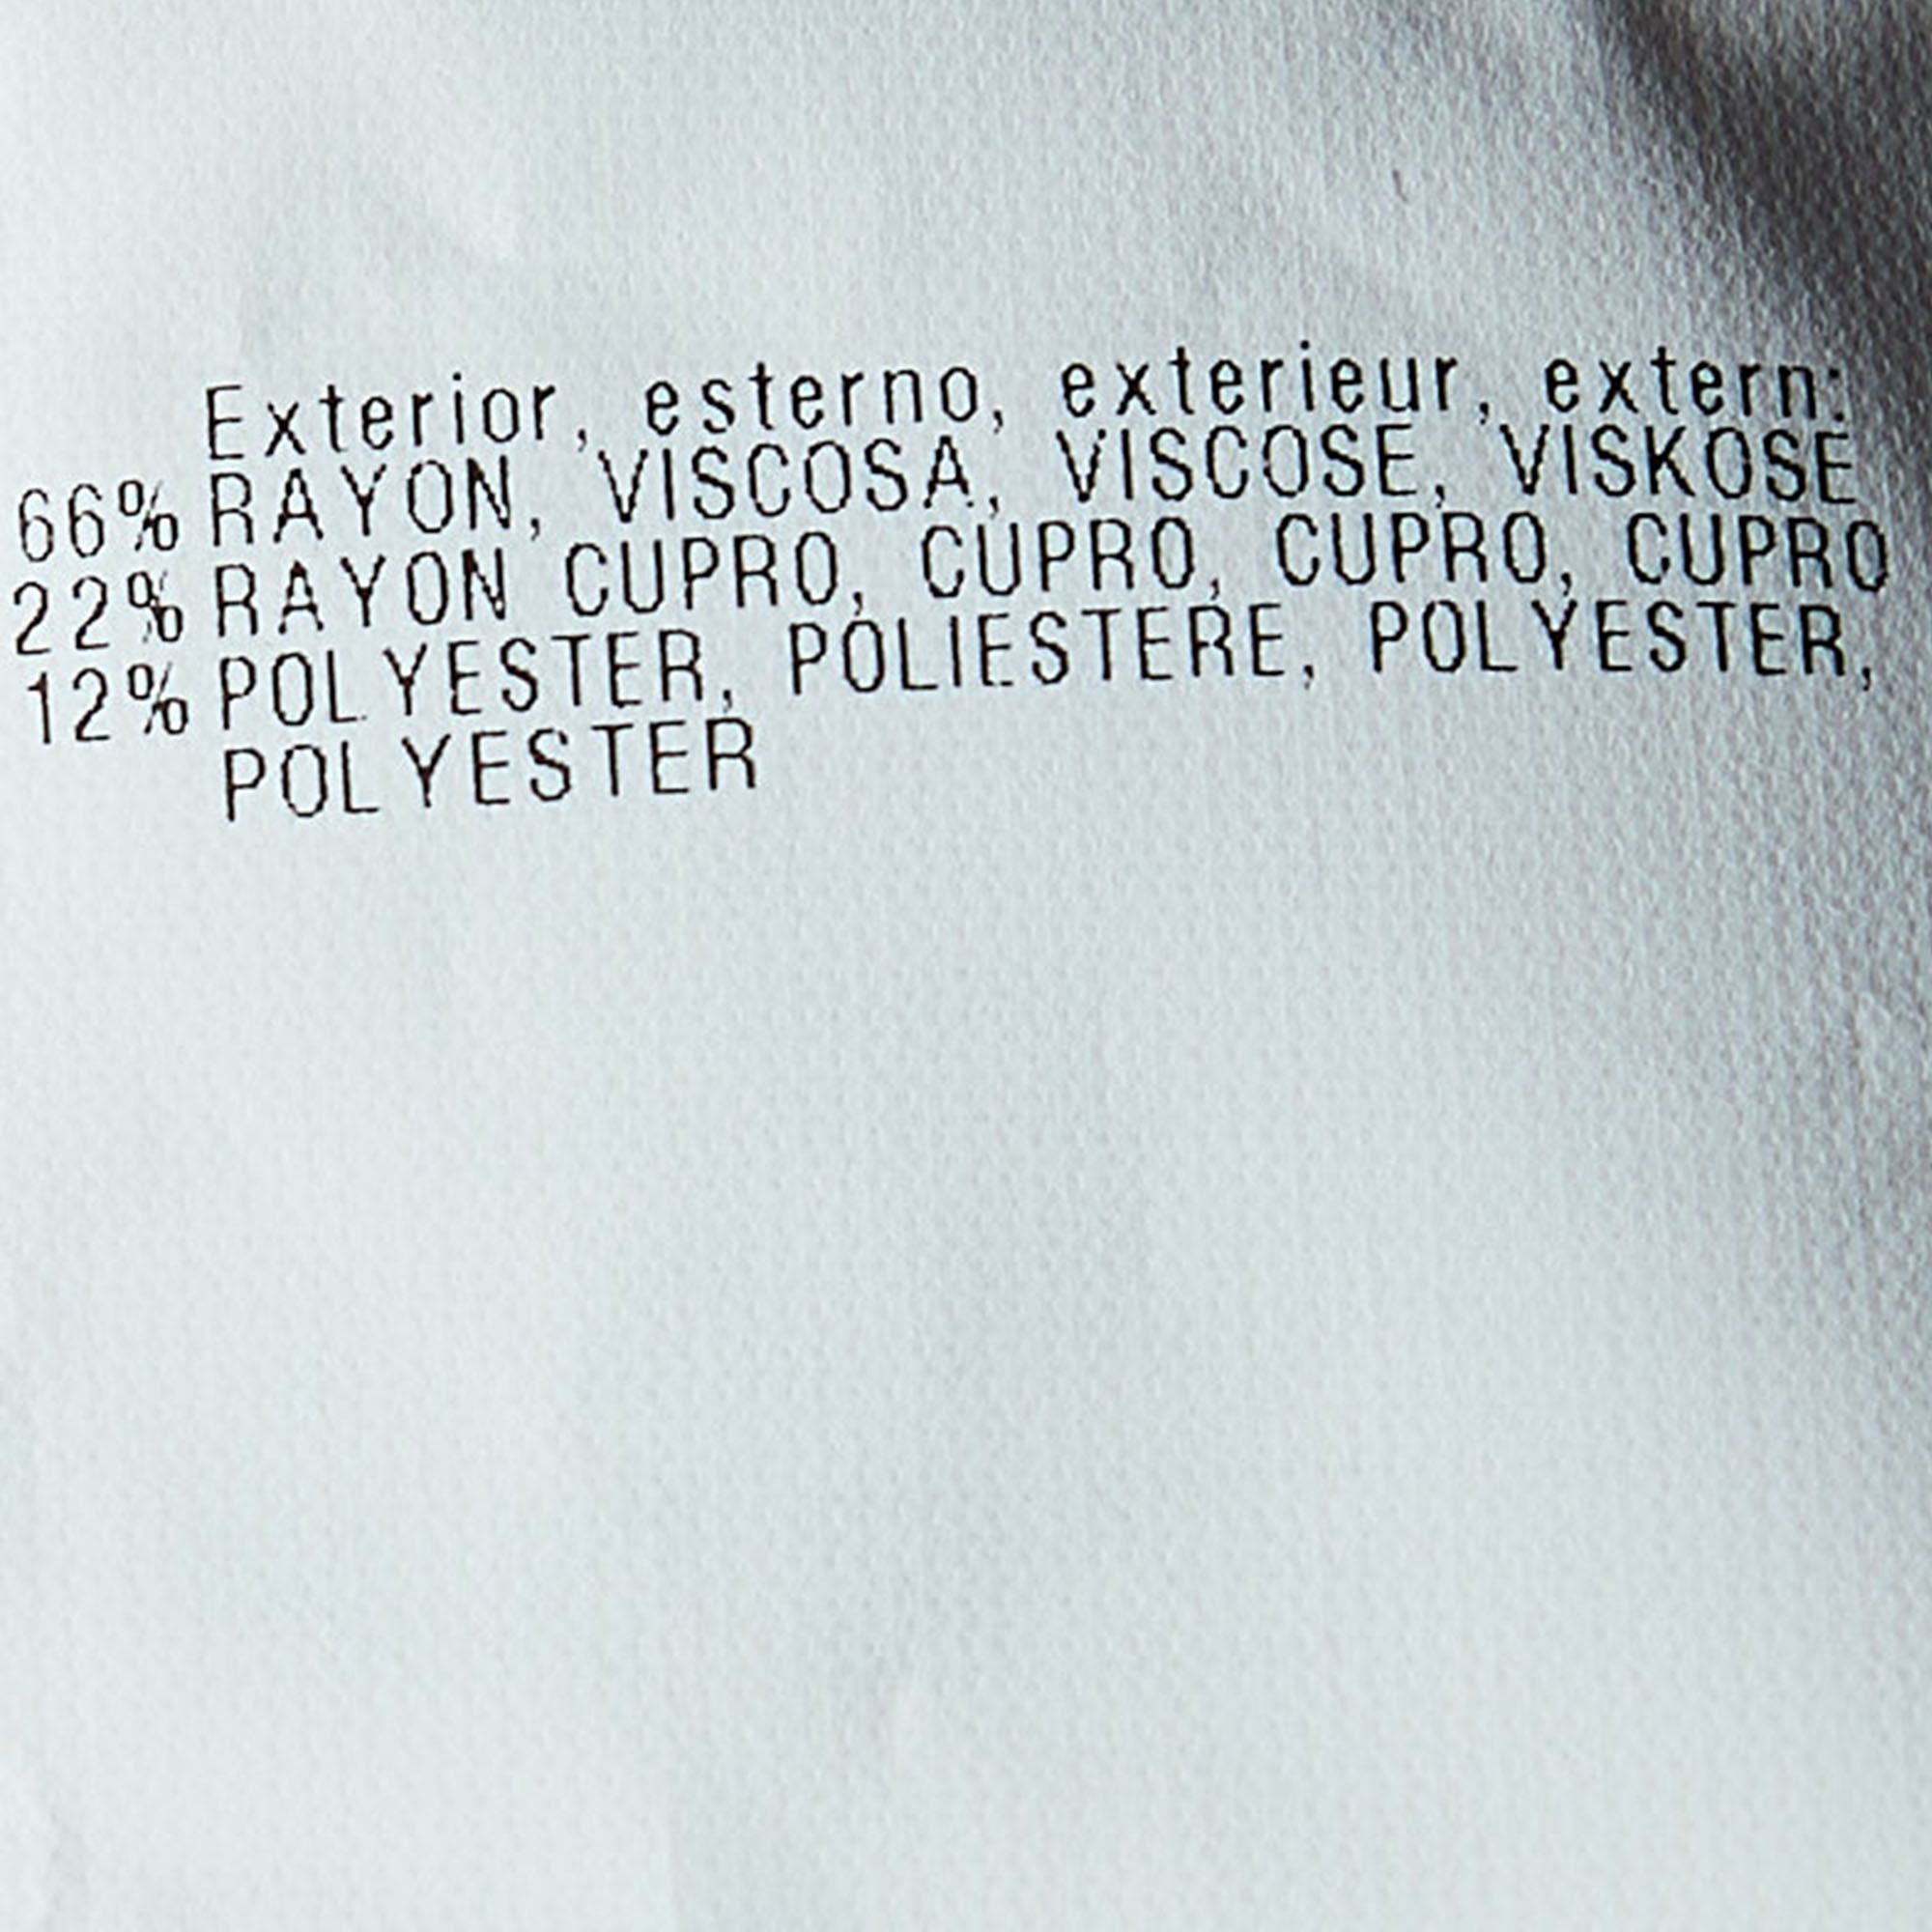 Exterior, esterno, exterieur, extern:
66% RAYON, VISCOSA, VISCOSE, VISKOSE
22% RAYON CUPRO, CUPRO, CUPRO, CUPRO
12% POLYESTER, POLIESTERE, POLYESTER,
POLYESTER